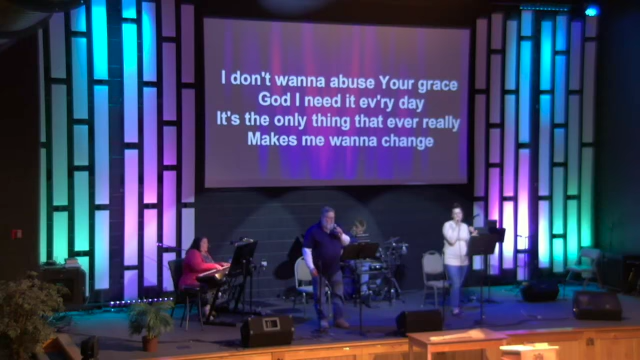 I don't wanna abuse Your grace
God I need it ev'ry day
It's the only thing that ever really
Makes me wanna change